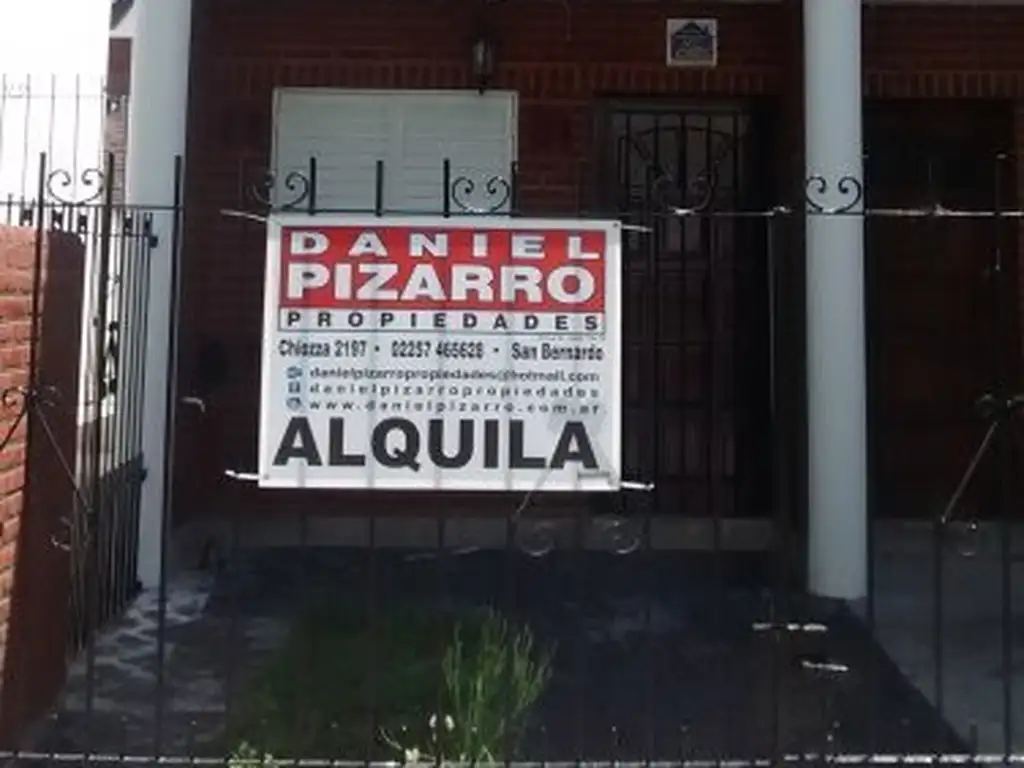 DANIEL
PIZARRO
PROPIEDADES
Chiozza 2197 • 02257 465628 • San Bernardo
danielpizarropropiedades@hotmail.com
danielpizarropropiedades
www.danielpizarro.com.ar
ALQUILA